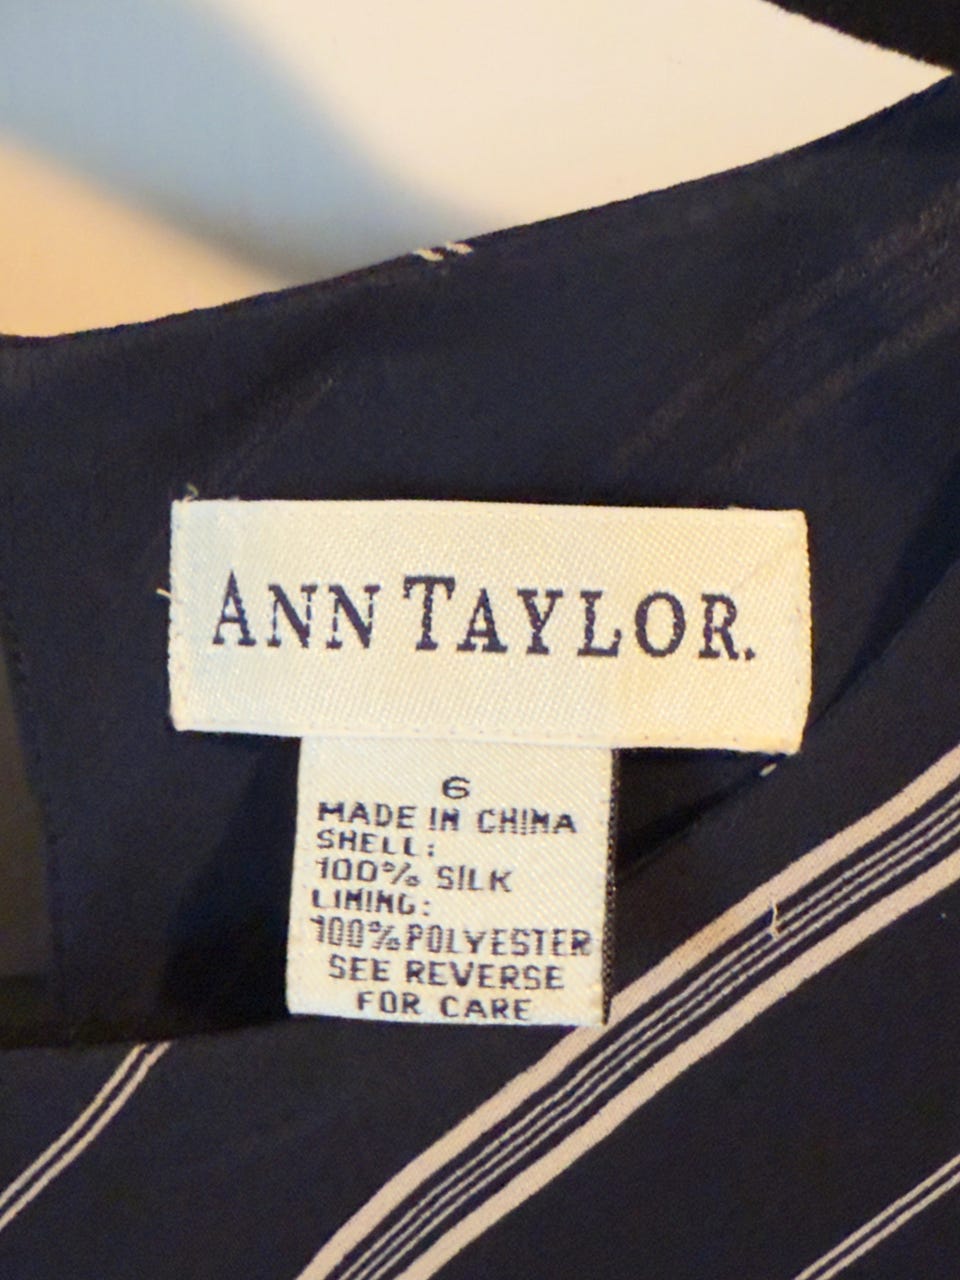 ANN TAYLOR.
6
MADE IN CHINA
SHELL:
100% SILK
LINING:
100% POLYESTER
SEE REVERSE
FOR CARE